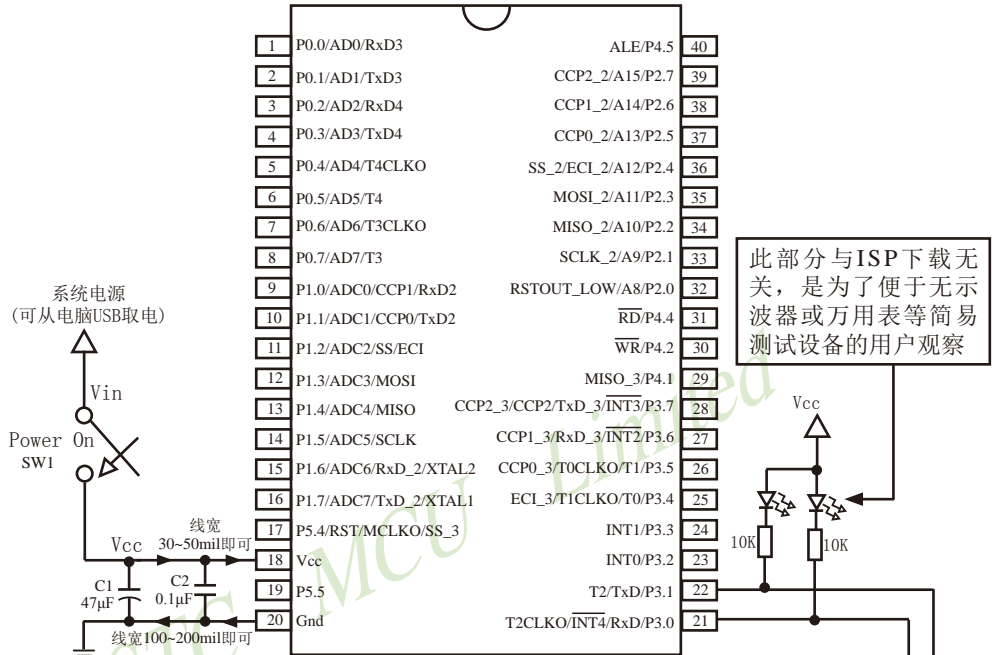 1 P0.0/AD0/RxD3
2 P0.1/AD1/TxD3
3 P0.2/AD2/RxD4
4 P0.3/AD3/TxD4
5 P0.4/AD4/T4CLKO
6 P0.5/AD5/T4
7 P0.6/AD6/T3CLKO
8 P0.7/AD7/T3
9 P1.0/ADC0/CCP1/RxD2
10 P1.1/ADC1/CCP0/TxD2
11 P1.2/ADC2/SS/ECI
12 P1.3/ADC3/MOSI
13 P1.4/ADC4/MISO
14 P1.5/ADC5/SCLK
15 P1.6/ADC6/RxD_2/XTAL2
16 P1.7/ADC7/TxD_2/XTAL1
17 P5.4/RST/MCLKO/SS_3
18 Vcc
19 P5.5
20 Gnd
ALE/P4.5 40
CCP2_2/A15/P2.7 39
CCP1_2/A14/P2.6 38
CCP0_2/A13/P2.5 37
SS_2/ECI_2/A12/P2.4 36
MOSI_2/A11/P2.3 35
MISO_2/A10/P2.2 34
SCLK_2/A9/P2.1 33
RSTOUT_LOW/A8/P2.0 32
RD/P4.4 31
WR/P4.2 30
MISO_3/P4.1 29
CCP2_3/CCP2/TxD_3/INT3/P3.7 28
CCP1_3/RxD_3/INT2/P3.6 27
CCP0_3/T0CLKO/T1/P3.5 26
ECI_3/T1CLKO/T0/P3.4 25
INT1/P3.3 24
INT0/P3.2 23
T2/TxD/P3.1 22
T2CLKO/INT4/RxD/P3.0 21
系统电源
(可从电脑USB取电)
Vin
Power On
SW1
Vcc
线宽
30~50mil即可
C1
47μF
C2
0.1μF
线宽100~200mil即可
此部分与ISP下载无
关，是为了便于无示
波器或万用表等简易
测试设备的用户观察
Vcc
10K
10K
STC MCU Limited